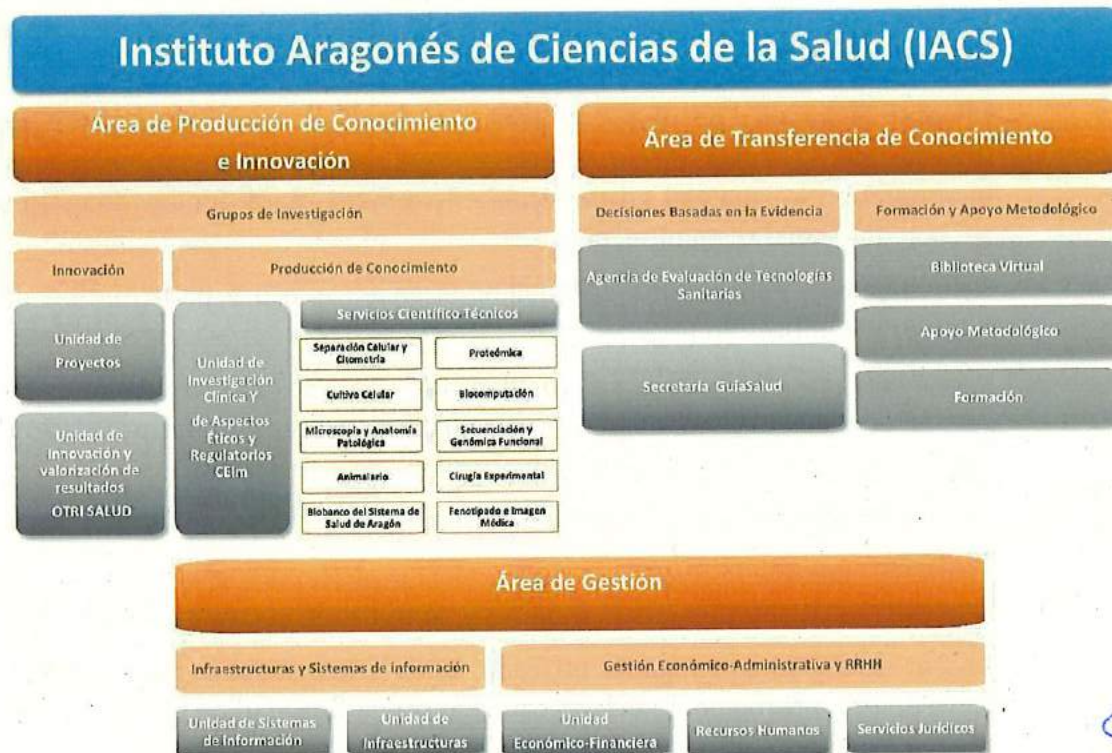 Instituto Aragonés de Ciencias de la Salud (IACS)
Área de Producción de Conocimiento
e Innovación
Área de Transferencia de Conocimiento
Grupos de Investigación
Decisiones Basadas en la Evidencia
Formación y Apoyo Metodológico
Innovación
Producción de Conocimiento
Agencia de Evaluación de Tecnologías
Sanitarias
Biblioteca Virtual
Unidad de
Proyectos
Unidad de
Investigación
Clínica Y
de Aspectos
Éticos y
Regulatorios
CEIm
Servicios Científico Técnicos
Separación Celular y
Citometría
Proteómica
Cultivo Celular
Biocomputación
Microscopia y Anatomía
Patológica
Secuenciación y
Genómica Funcional
Animalario
Cirugía Experimental
Biobanco del Sistema de
Salud de Aragón
Fenotipado e Imagen
Médica
Apoyo Metodológico
Secretaria GuíaSalud
Formación
Unidad de
Innovación y
valorización de
resultados
OTRI SALUD
Área de Gestión
Infraestructuras y Sistemas de información
Gestión Económico-Administrativa y RRHH
Unidad de Sistemas
de Información
Unidad de
Infraestructuras
Unidad
Económico-Financiera
Recursos Humanos
Servicios Jurídicos